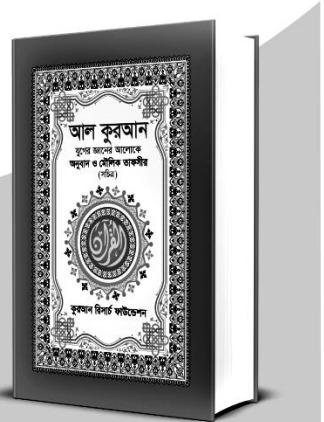 আল কুরআন
যুগের জ্ঞানের আলোকে
অনুবাদ ও মৌলিক তাফসীর
(সচিত্র)
القرآن
কুরআন রিসার্চ ফাউন্ডেশন